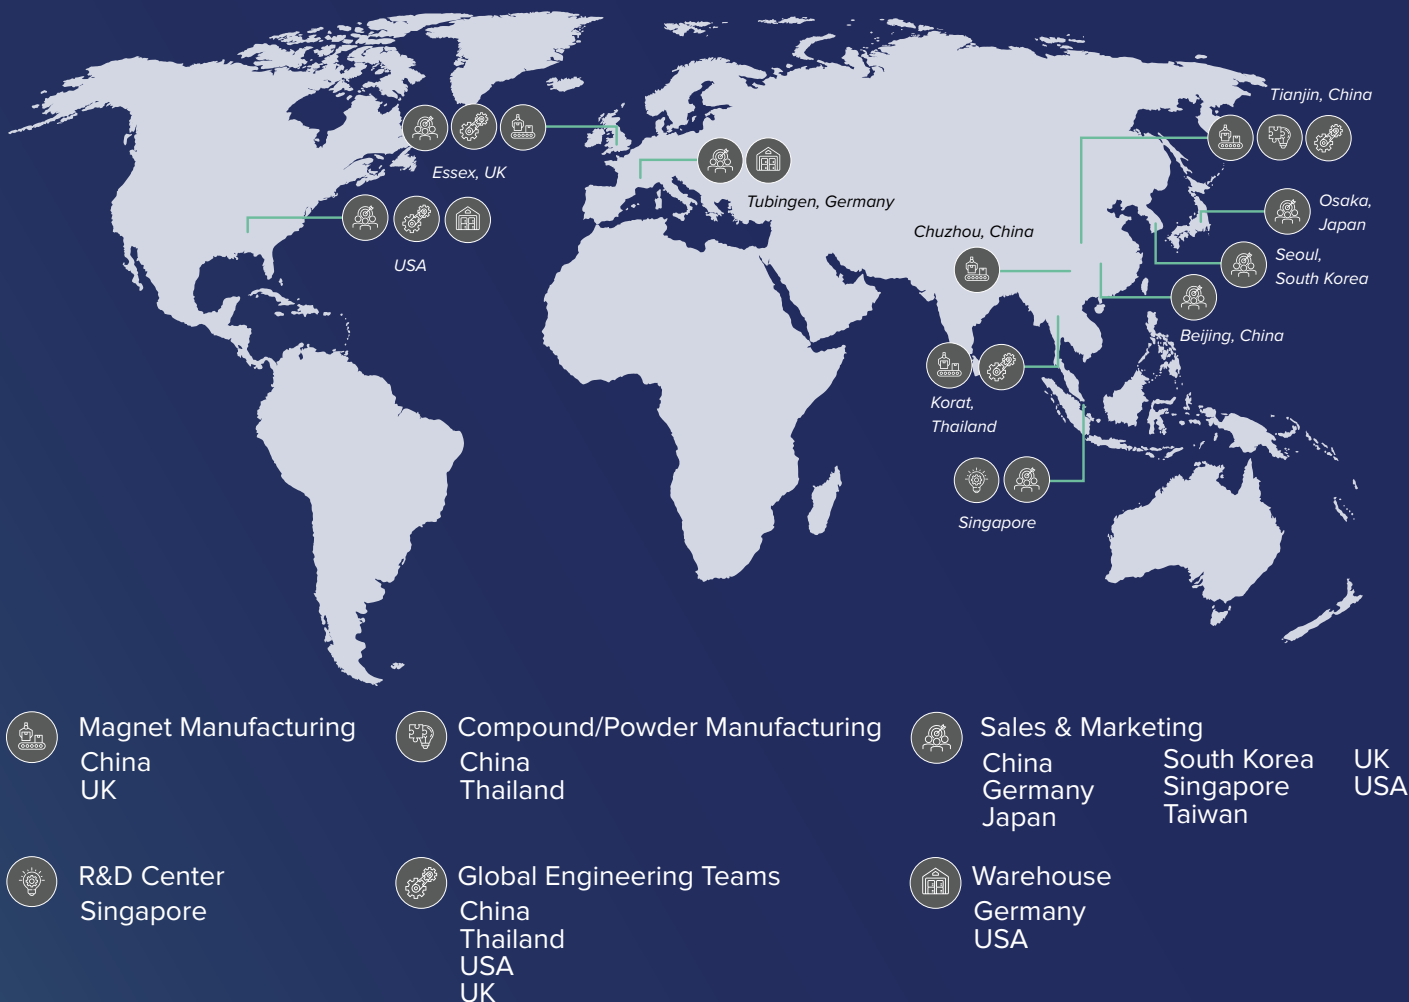 Tianjin, China
Essex, UK
Tubingen, Germany
Osaka,
Japan
Chuzhou, China
Seoul,
South Korea
USA
Beijing, China
Korat,
Thailand
Singapore
Magnet Manufacturing
China
UK
Compound/Powder Manufacturing
China
Thailand
Sales & Marketing
China
Germany
Japan
South Korea
Singapore
Taiwan
UK
USA
R&D Center
Singapore
Global Engineering Teams
China
Thailand
USA
UK
Warehouse
Germany
USA